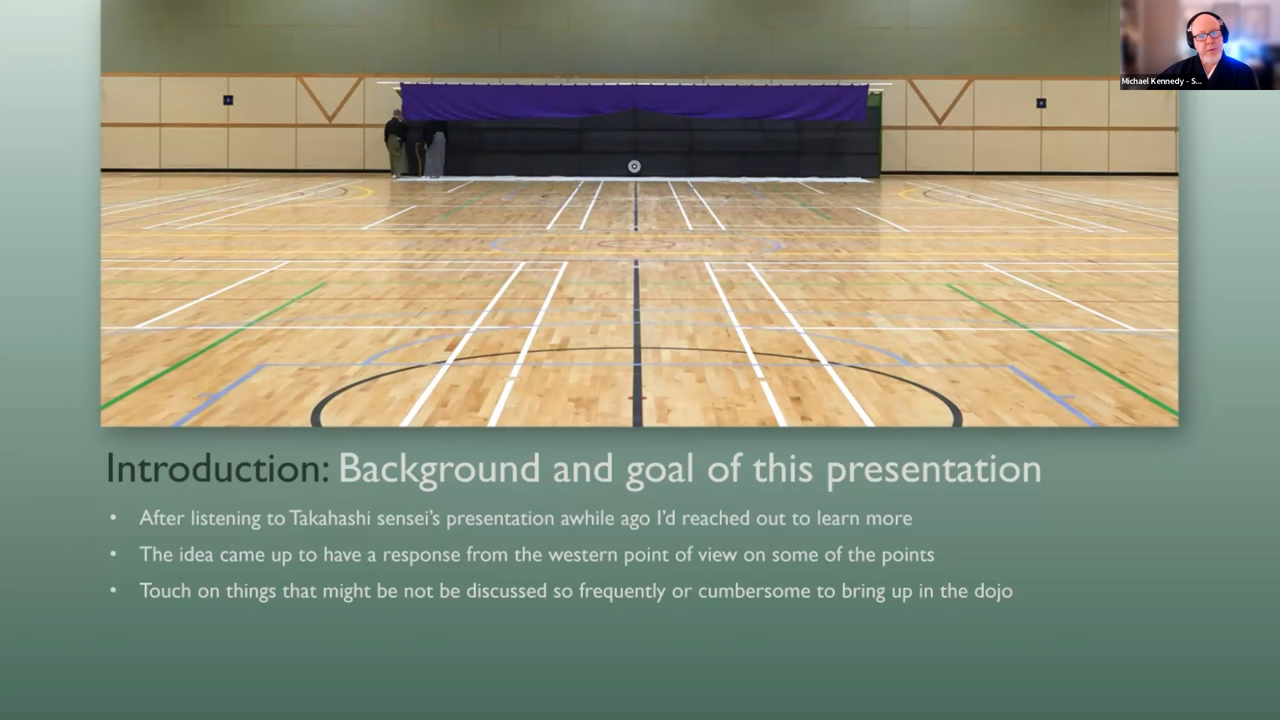 Michael Kennedy - S...
Introduction: Background and goal of this presentation
• After listening to Takahashi sensei's presentation awhile ago I'd reached out to learn more
• The idea came up to have a response from the western point of view on some of the points
• Touch on things that might be not be discussed so frequently or cumbersome to bring up in the dojo